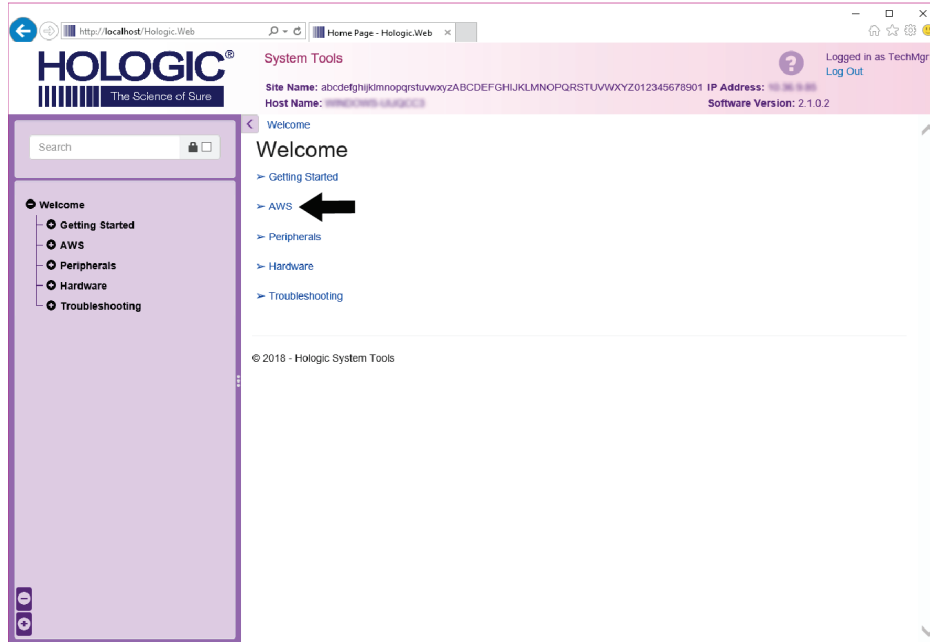 http://localhost/Hologic.Web
Home Page - Hologic.Web
HOLOGIC®
The Science of Sure
System Tools
Logged in as TechMgr
Log Out
Site Name: abcdefghijklmnopqrstuvwxyzABCDEFGHIJKLMNOPQRSTUVWXYZ012345678901 IP Address:
Host Name:
Software Version: 2.1.0.2
Search
Welcome
Getting Started
AWS
Peripherals
Hardware
Troubleshooting
Welcome
Welcome
➢ Getting Started
➢ AWS
➢ Peripherals
➢ Hardware
➢ Troubleshooting
© 2018 - Hologic System Tools